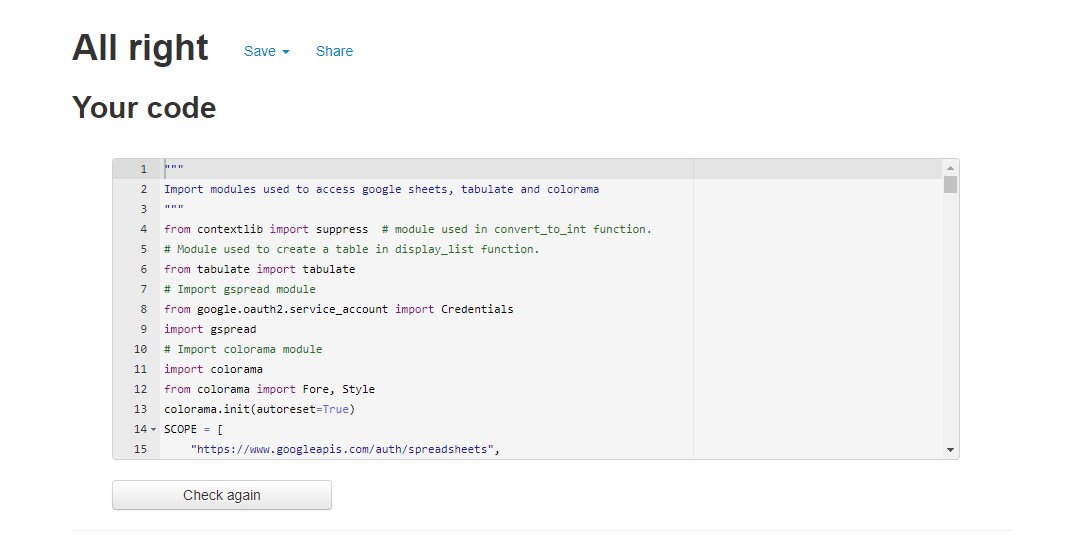 All right Save Share
Your code
1 """
2 Import modules used to access google sheets, tabulate and colorama
3 """
4 from contextlib import suppress  # module used in convert_to_int function.
5 # Module used to create a table in display_list function.
6 from tabulate import tabulate
7 # Import gspread module
8 from google.oauth2.service_account import Credentials
9 import gspread
10 # Import colorama module
11 import colorama
12 from colorama import Fore, Style
13 colorama.init(autoreset=True)
14 SCOPE = [
15     "https://www.googleapis.com/auth/spreadsheets",
Check again